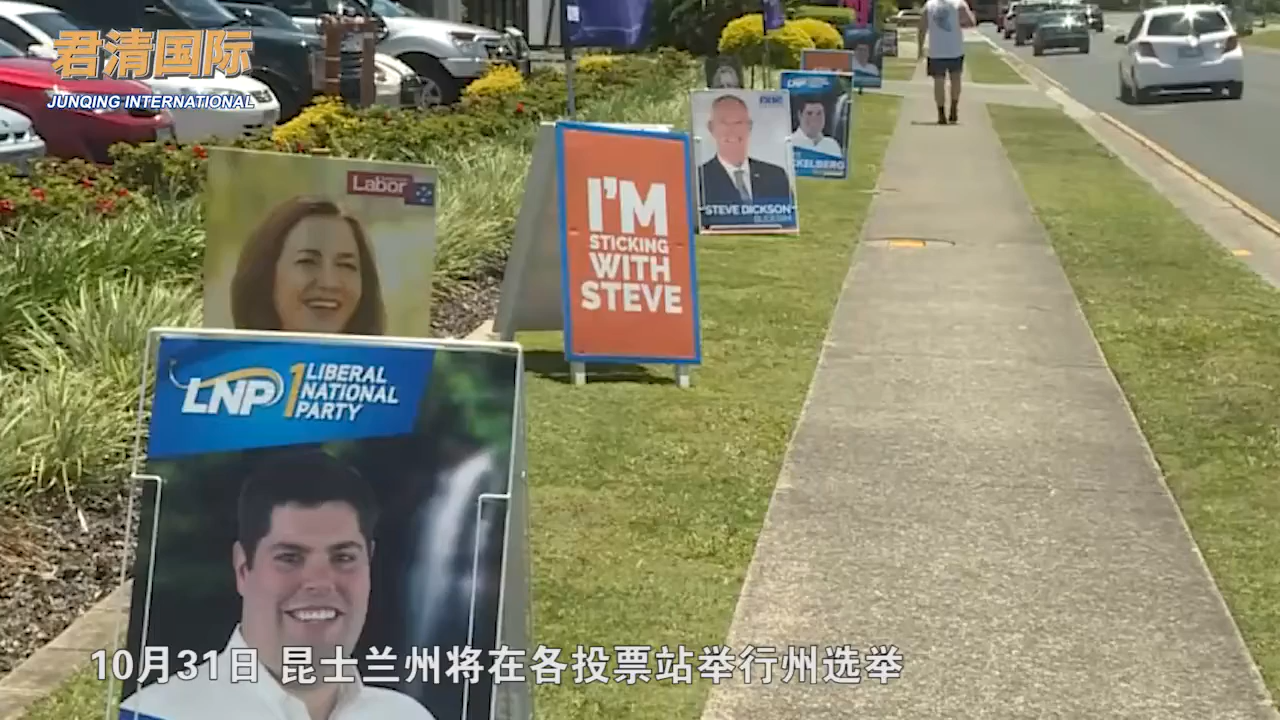 君清国际
JUNQING INTERNATIONAL
Labor
LNP
1
LIBERAL
NATIONAL
PARTY
I'M
STICKING
WITH
STEVE
STEVE DICKSON
BUDERIM
LNP
10月31日 昆士兰州将在各投票站举行州选举